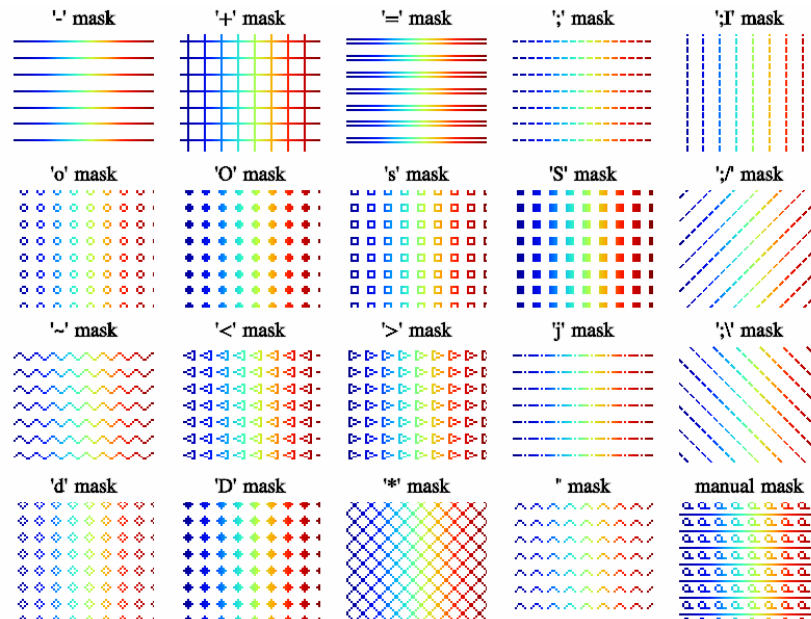 '-' mask
'+' mask
'=' mask
';' mask
';I' mask
'o' mask
'O' mask
's' mask
'S' mask
';/' mask
'~' mask
'<' mask
'>' mask
'j' mask
';\' mask
'd' mask
'D' mask
'*' mask
'' mask
manual mask